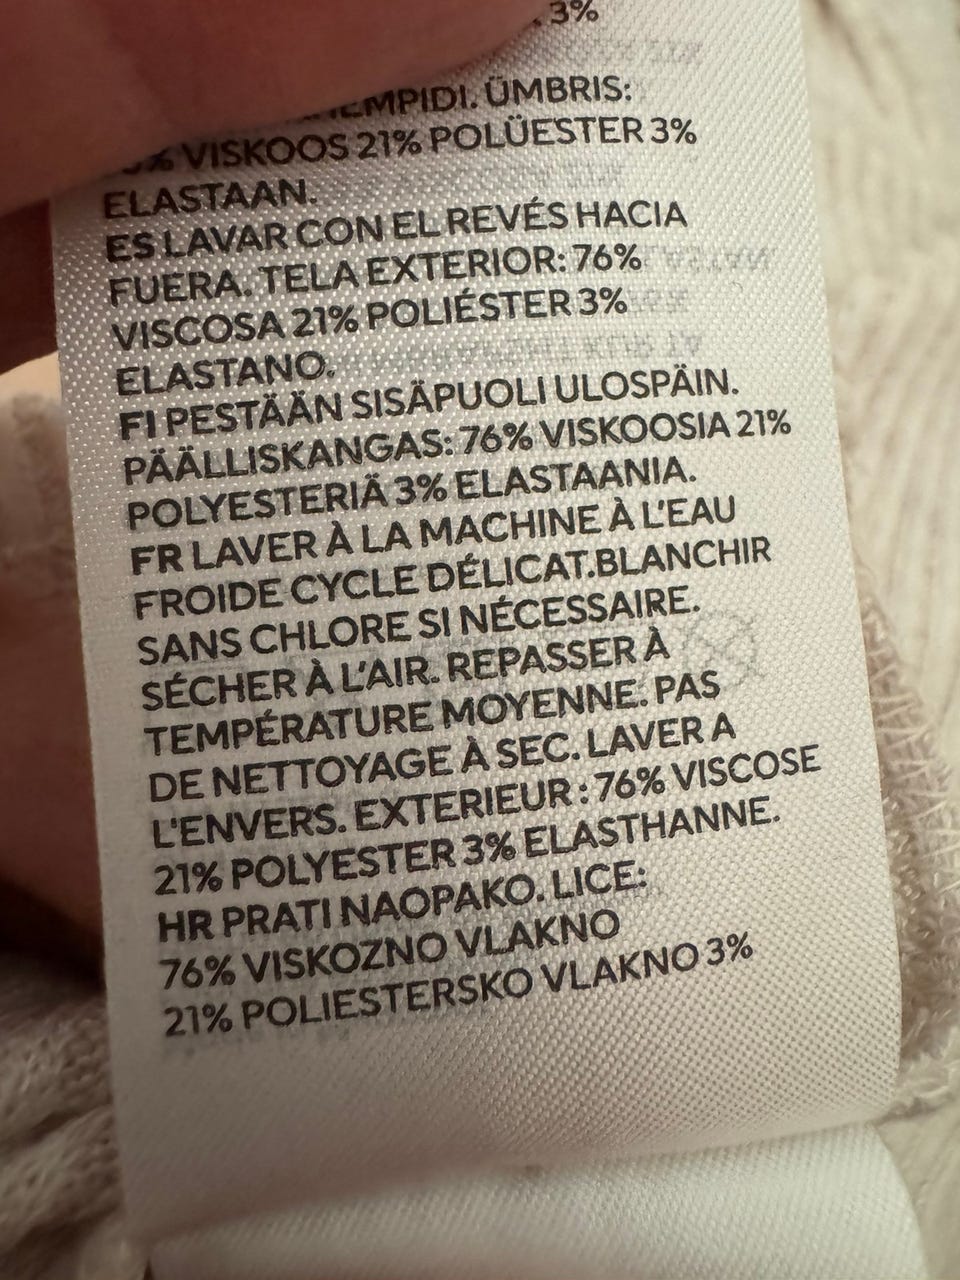 3%
ÜMBRIS:
VISKOOS 21% POLÜESTER 3%
ELASTAAN.
ES LAVAR CON EL REVÉS HACIA
FUERA. TELA EXTERIOR: 76%
VISCOSA 21% POLIÉSTER 3%
ELASTANO.
FI PESTÄÄN SISÄPUOLI ULOSPÄIN.
PÄÄLLISKANGAS: 76% VISKOOSIA 21%
POLYESTERIÄ 3% ELASTAANIA.
FR LAVER À LA MACHINE À L'EAU
FROIDE CYCLE DÉLICAT.BLANCHIR
SANS CHLORE SI NÉCESSAIRE.
SÉCHER À L'AIR. REPASSER À
TEMPÉRATURE MOYENNE. PAS
DE NETTOYAGE À SEC. LAVER A
L'ENVERS. EXTERIEUR : 76% VISCOSE
21% POLYESTER 3% ELASTHANNE.
HR PRATI NAOPAKO. LICE:
76% VISKOZNO VLAKNO
21% POLIESTERSKO VLAKNO 3%